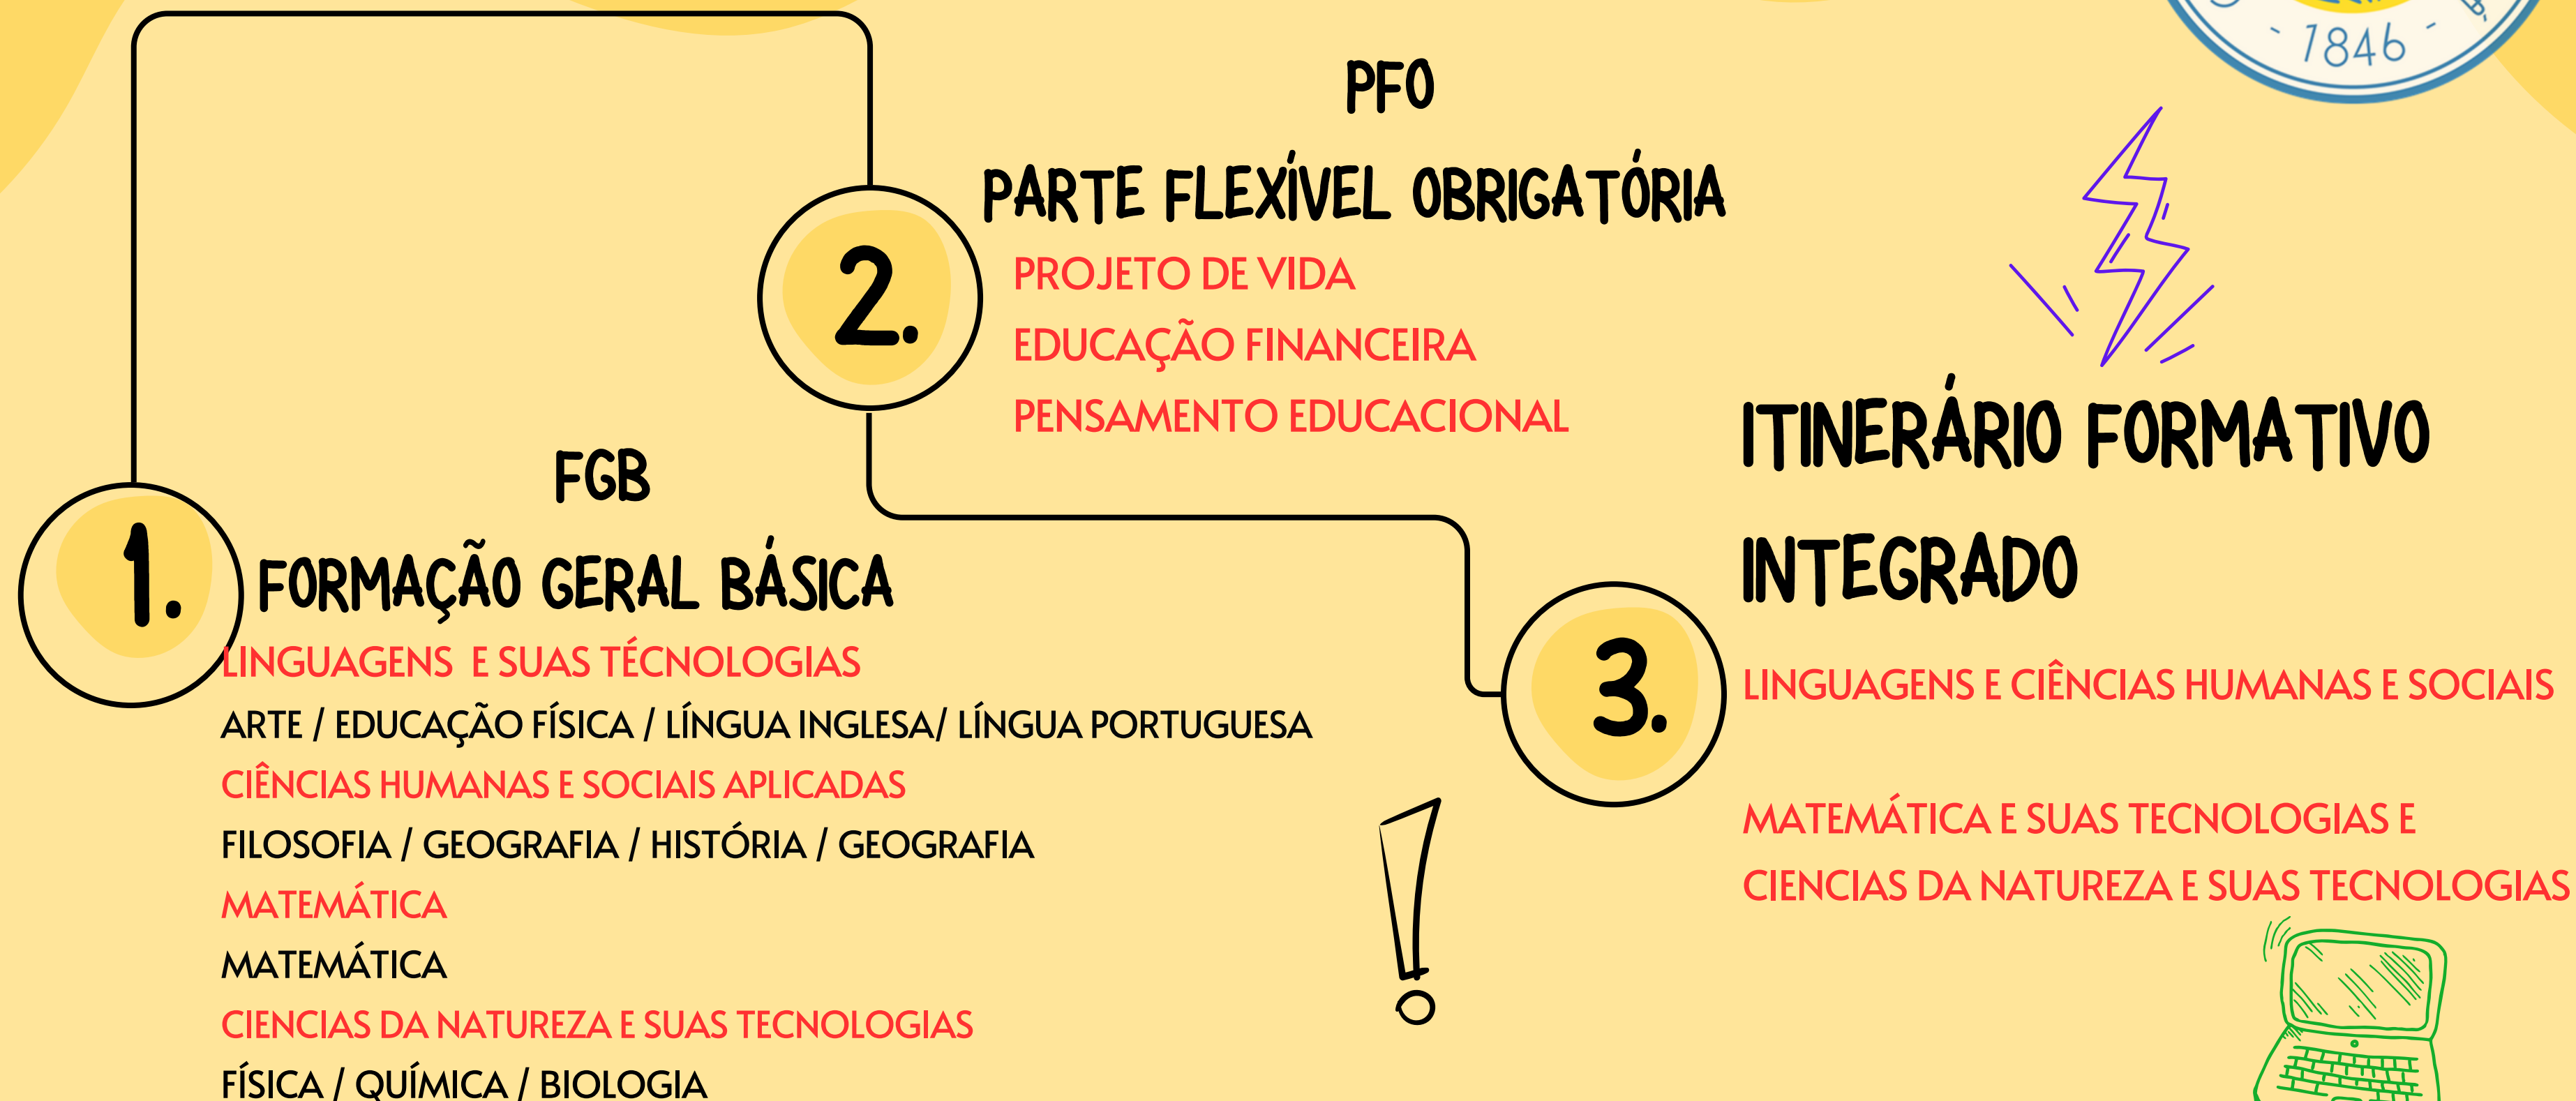 - 1846 -
PFO
PARTE FLEXÍVEL OBRIGATÓRIA
2.
PROJETO DE VIDA
EDUCAÇÃO FINANCEIRA
PENSAMENTO EDUCACIONAL
FGB
1.
FORMAÇÃO GERAL BÁSICA
LINGUAGENS E SUAS TÉCNOLOGIAS
ARTE / EDUCAÇÃO FÍSICA / LÍNGUA INGLESA/ LÍNGUA PORTUGUESA
CIÊNCIAS HUMANAS E SOCIAIS APLICADAS
FILOSOFIA / GEOGRAFIA / HISTÓRIA / GEOGRAFIA
MATEMÁTICA
MATEMÁTICA
CIENCIAS DA NATUREZA E SUAS TECNOLOGIAS
FÍSICA / QUÍMICA / BIOLOGIA
ITINERÁRIO FORMATIVO
INTEGRADO
3.
LINGUAGENS E CIÊNCIAS HUMANAS E SOCIAIS
MATEMÁTICA E SUAS TECNOLOGIAS E
CIENCIAS DA NATUREZA E SUAS TECNOLOGIAS
!